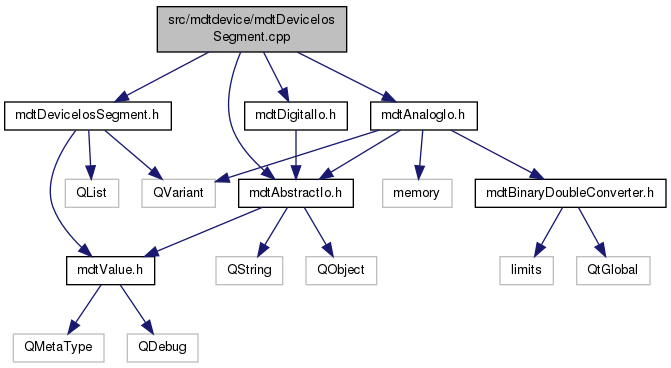 src/mdtdevice/mdtDeviceIos
Segment.cpp
mdtDeviceIosSegment.h
mdtDigitalIo.h
mdtAnalogIo.h
QList
QVariant
mdtAbstractIo.h
memory
mdtBinaryDoubleConverter.h
mdtValue.h
QString
QObject
limits
QtGlobal
QMetaType
QDebug